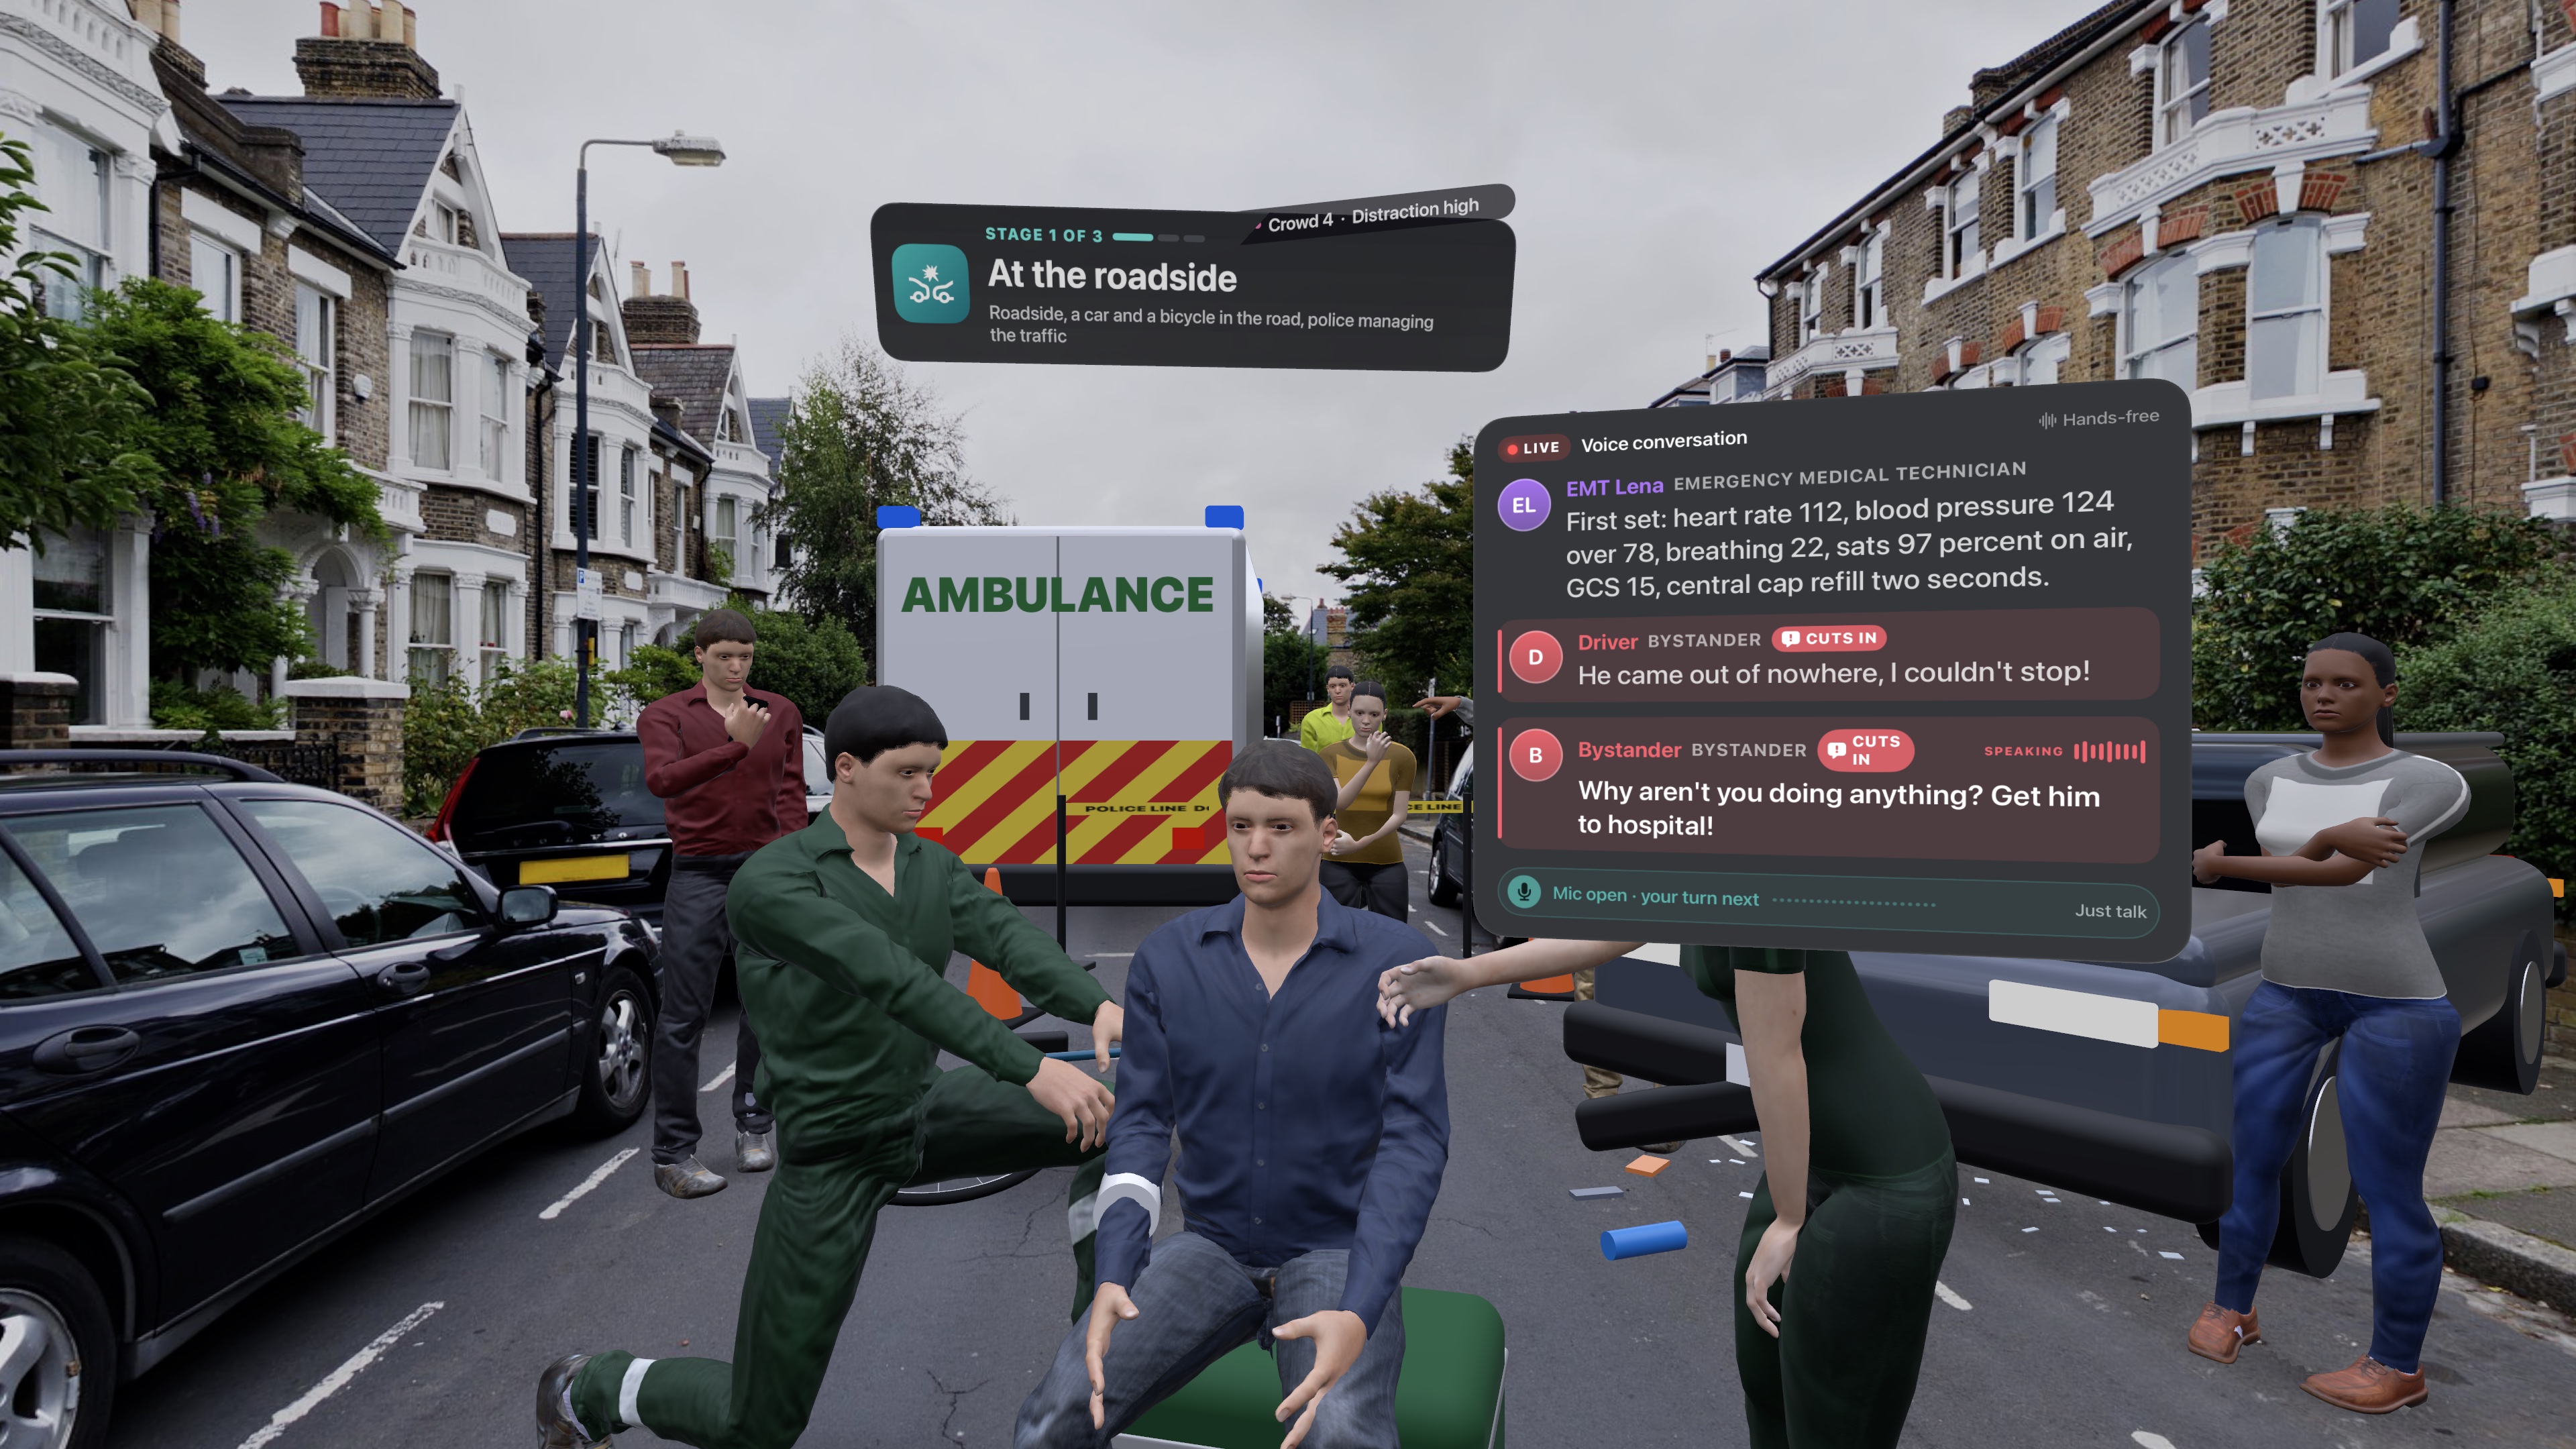 Crowd 4 · Distraction high
STAGE 1 OF 3
At the roadside
Roadside, a car and a bicycle in the road, police managing
the traffic
LIVE Voice conversation
Hands-free
EL
EMT Lena EMERGENCY MEDICAL TECHNICIAN
First set: heart rate 112, blood pressure 124
over 78, breathing 22, sats 97 percent on air,
GCS 15, central cap refill two seconds.
D
Driver BYSTANDER CUTS IN
He came out of nowhere, I couldn't stop!
B
Bystander BYSTANDER CUTS
IN
SPEAKING
Why aren't you doing anything? Get him
to hospital!
Mic open · your turn next
Just talk
AMBULANCE
POLICE LINE
LINE